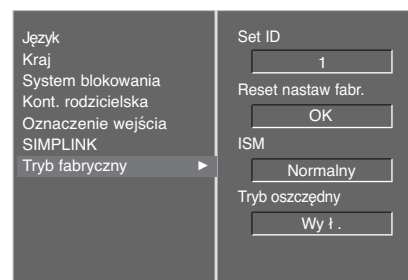 Język
Kraj
System blokowania
Kont. rodzicielska
Oznaczenie wejścia
SIMPLINK
Tryb fabryczny ►
Set ID
1
Reset nastaw fabr.
OK
ISM
Normalny
Tryb oszczędny
Wy ł .